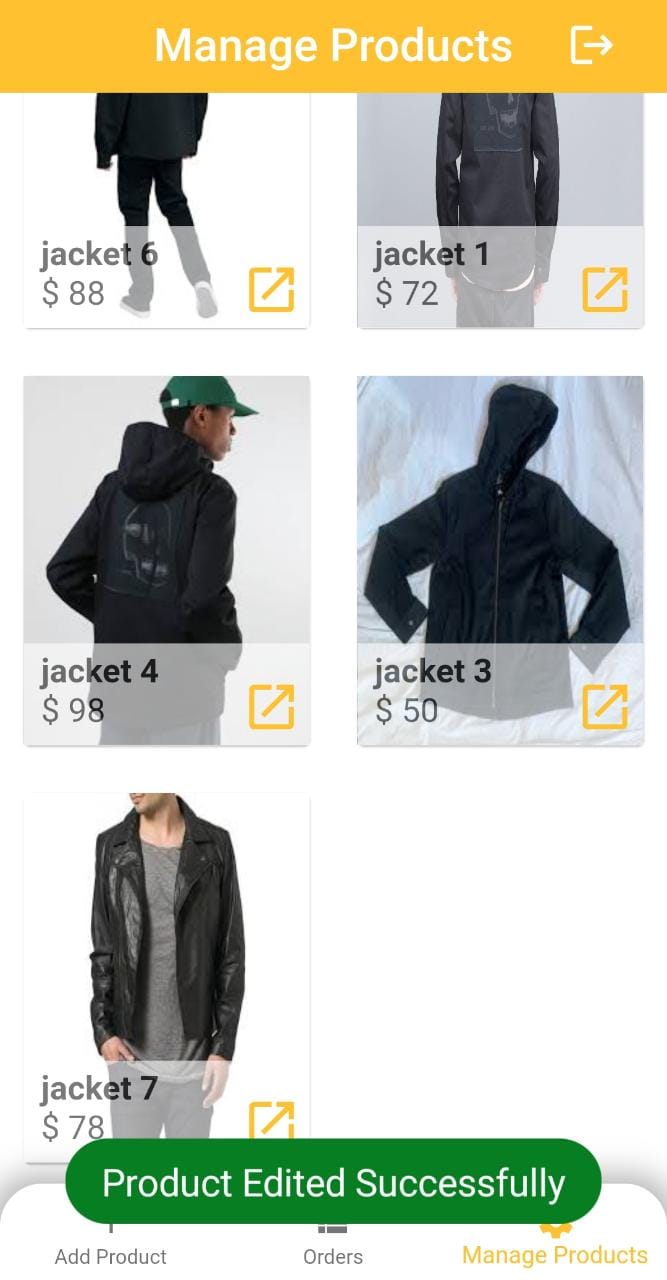 Manage Products
jacket 6
$ 88
jacket 1
$ 72
jacket 4
$ 98
jacket 3
$ 50
jacket 7
$ 78
Product Edited Successfully
Add Product
Orders
Manage Products